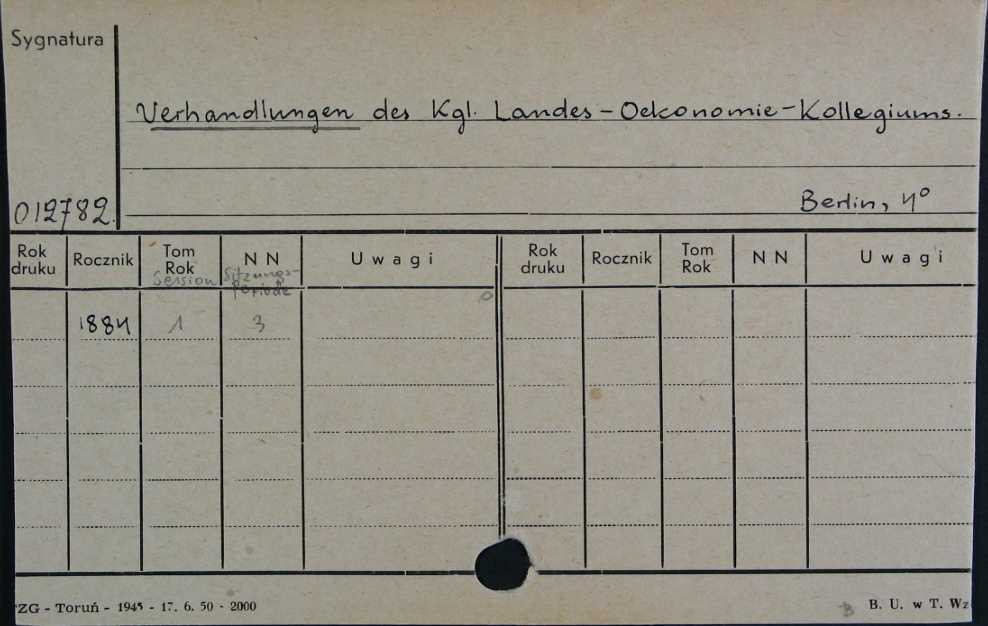 Sygnatura
Verhandlungen des Kgl. Landes-Oekonomie-Kollegiums.
012782.
Berlin, 4°
Rok druku Rocznik Tom Rok Session N N Sitzungs-periode Uwagi Rok druku Rocznik Tom Rok N N Uwagi
1884 1 3
ZG - Toruń - 1945 - 17. 6. 50 - 2000
B
B. U. w T. Wz